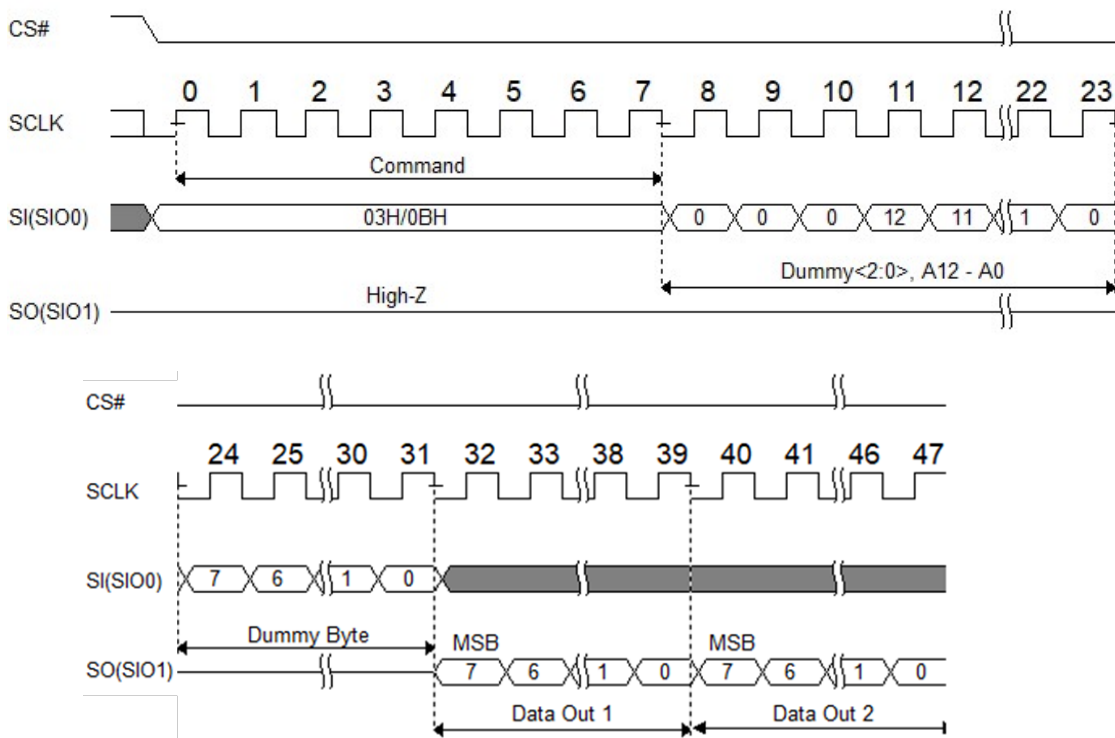 CS#
0 1 2 3 4 5 6 7 8 9 10 11 12 22 23
SCLK
Command
SI(SIO0) 03H/0BH 0 0 0 12 11 1 0
Dummy<2:0>, A12 - A0
High-Z
SO(SIO1)
CS#
24 25 30 31 32 33 38 39 40 41 46 47
SCLK
SI(SIO0) 7 6 1 0
Dummy Byte MSB MSB
SO(SIO1) 7 6 1 0 7 6 1 0
Data Out 1 Data Out 2